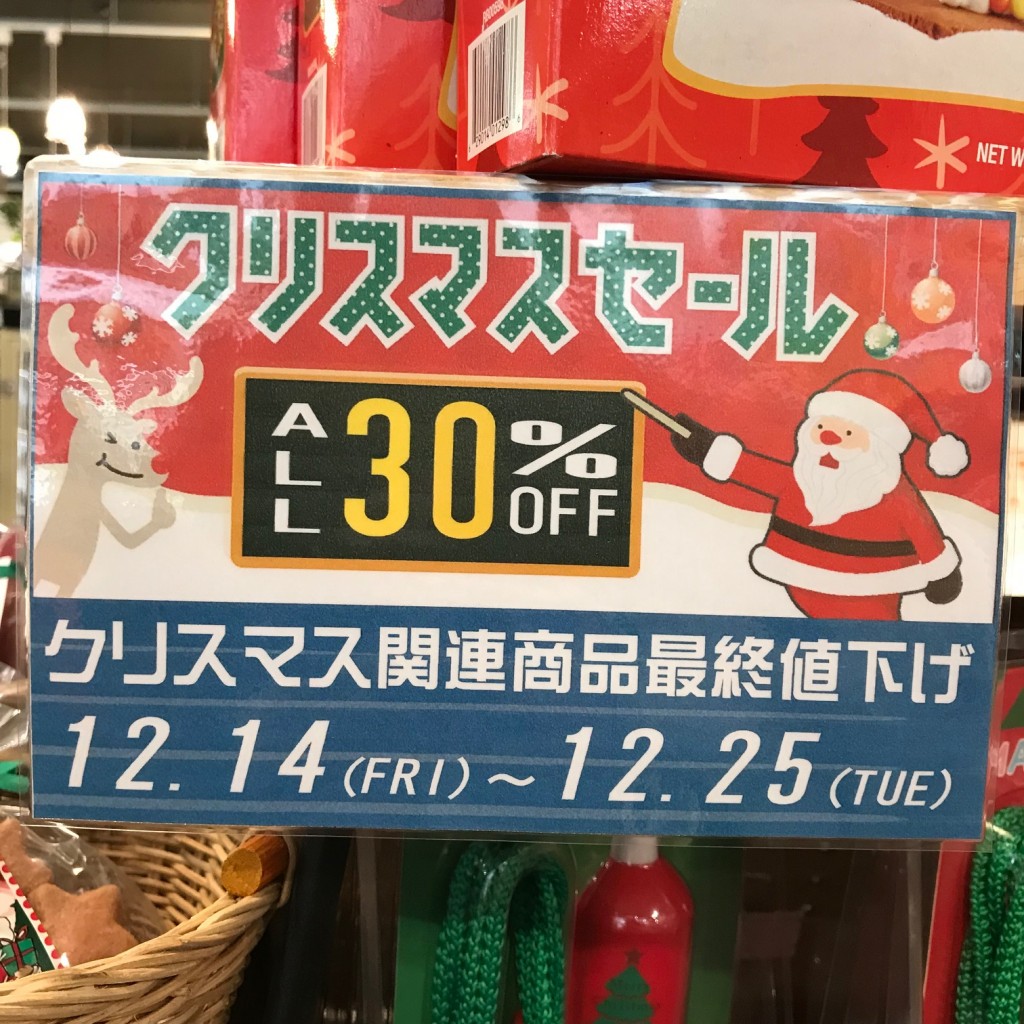 NET W
クリスマスセール
ALL 30% OFF
クリスマス関連商品最終値下げ
12.14(FRI)～12.25(TUE)